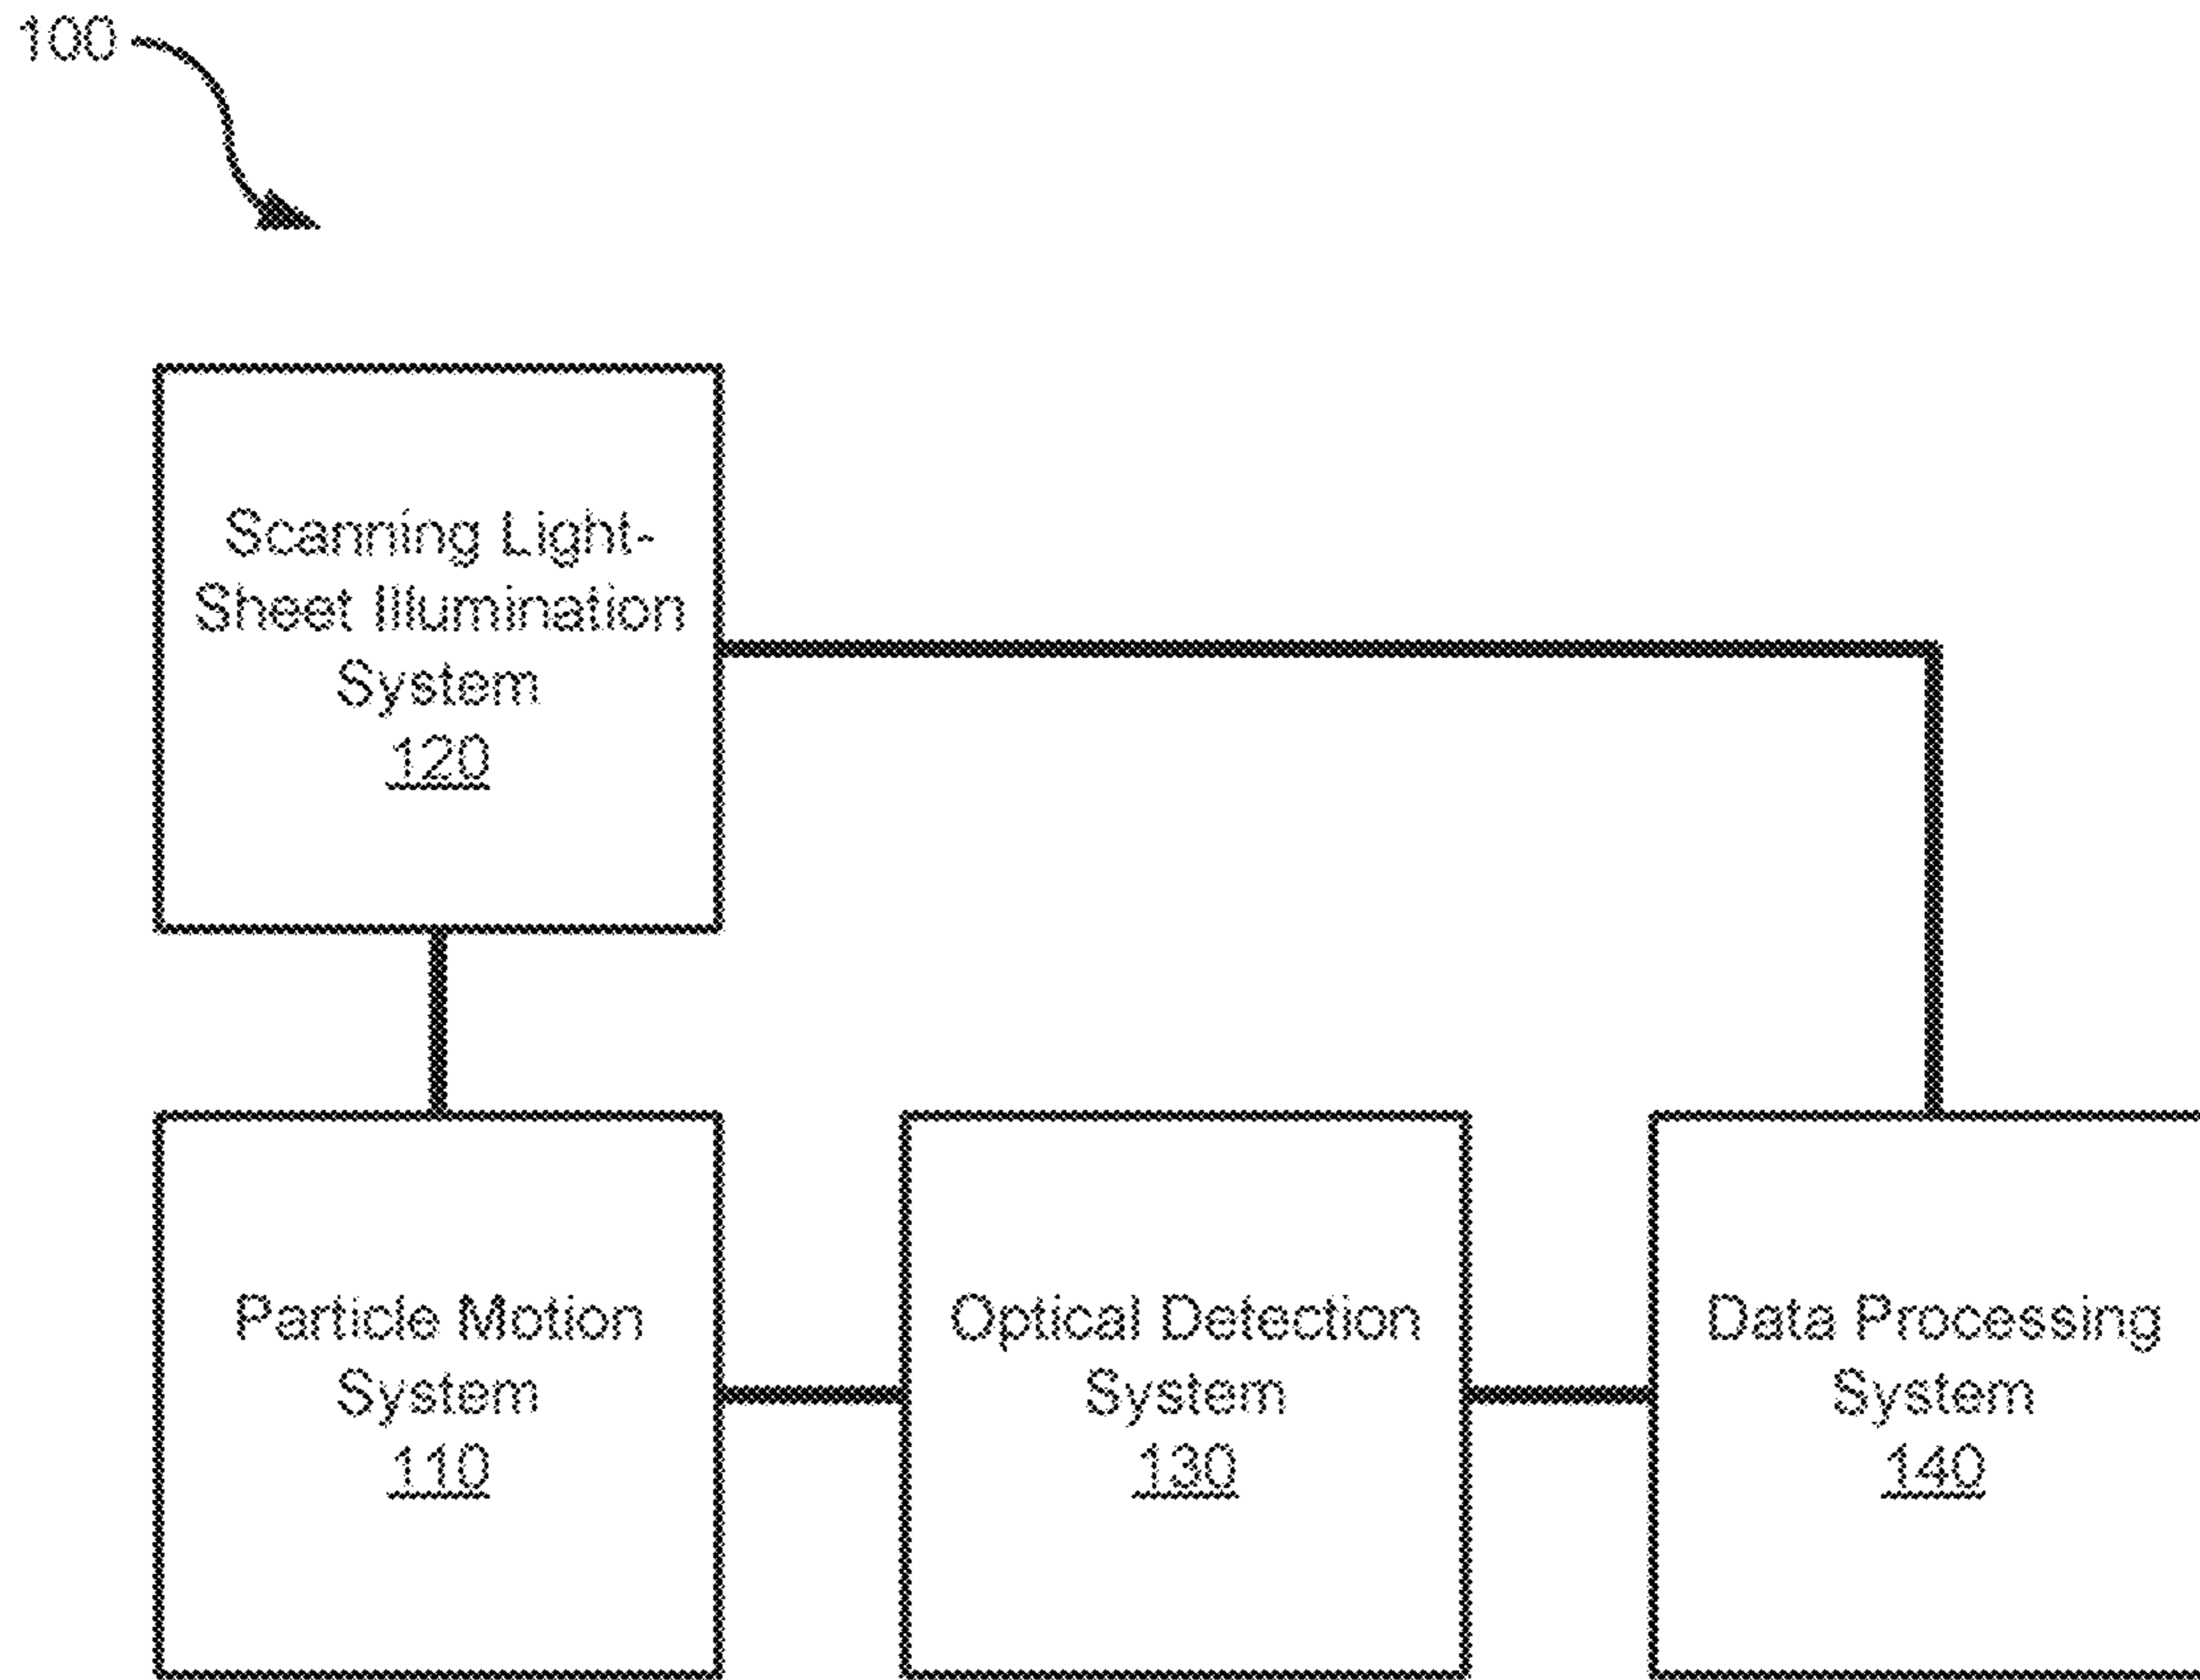 100
Scanning Light-
Sheet Illumination
System
120
Particle Motion
System
110
Optical Detection
System
130
Data Processing
System
140